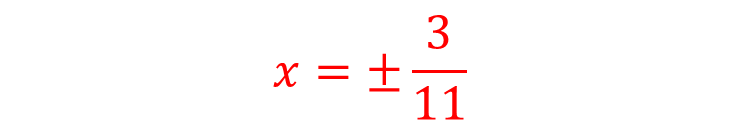 x = ± 3/11